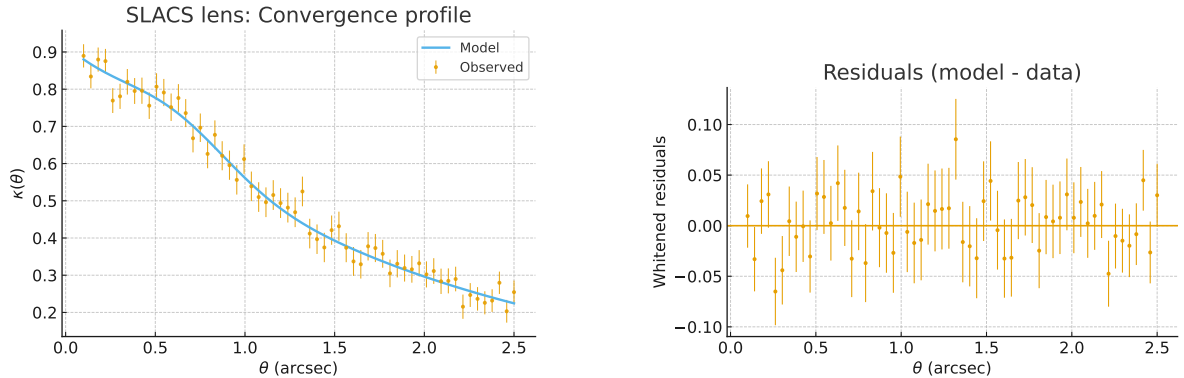 SLACS lens: Convergence profile
Model
Observed
0.9
0.8
0.7
0.6
0.5
0.4
0.3
0.2
κ(θ)
0.0 0.5 1.0 1.5 2.0 2.5
θ (arcsec)
Residuals (model - data)
0.10
0.05
0.00
−0.05
−0.10
Whitened residuals
0.0 0.5 1.0 1.5 2.0 2.5
θ (arcsec)